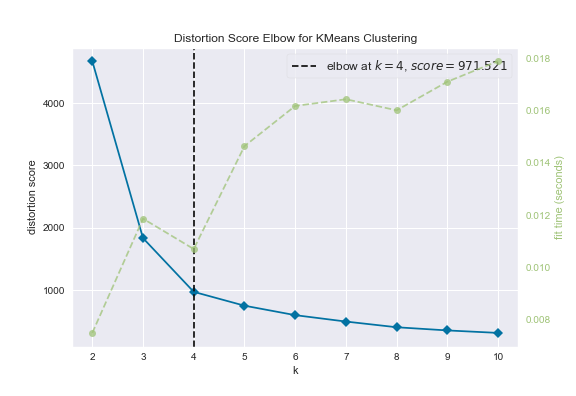 Distortion Score Elbow for KMeans Clustering
elbow at k = 4, score = 971.521
distortion score
4000
3000
2000
1000
0.018
0.016
0.014
0.012
0.010
0.008
fit time (seconds)
2 3 4 5 6 7 8 9 10
k